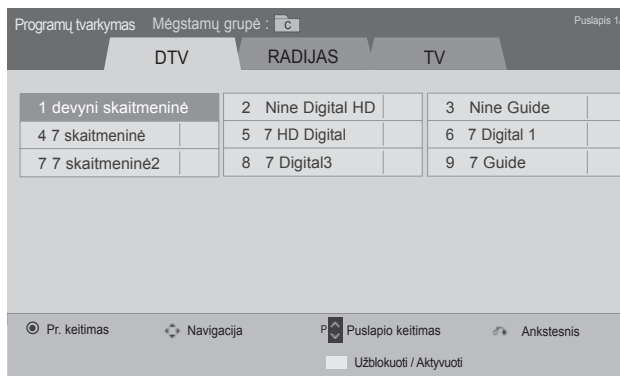 Programų tvarkymas Mėgstamų grupė : C Puslapis 1/
DTV RADIJAS TV
1 devyni skaitmeninė 2 Nine Digital HD 3 Nine Guide
4 7 skaitmeninė 5 7 HD Digital 6 7 Digital 1
7 7 skaitmeninė2 8 7 Digital3 9 7 Guide
Pr. keitimas Navigacija P Puslapio keitimas Ankstesnis
Užblokuoti / Aktyvuoti